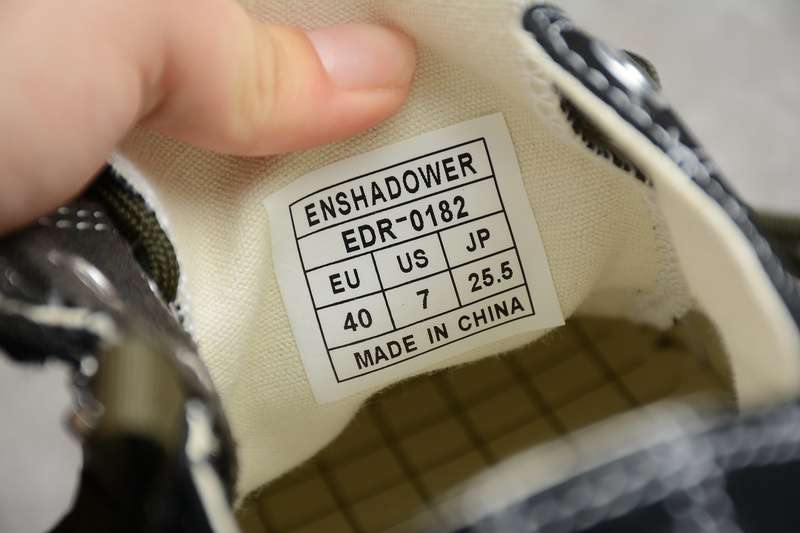 ENSHADOWER
EDR-0182
EU US JP
40 7 25.5
MADE IN CHINA